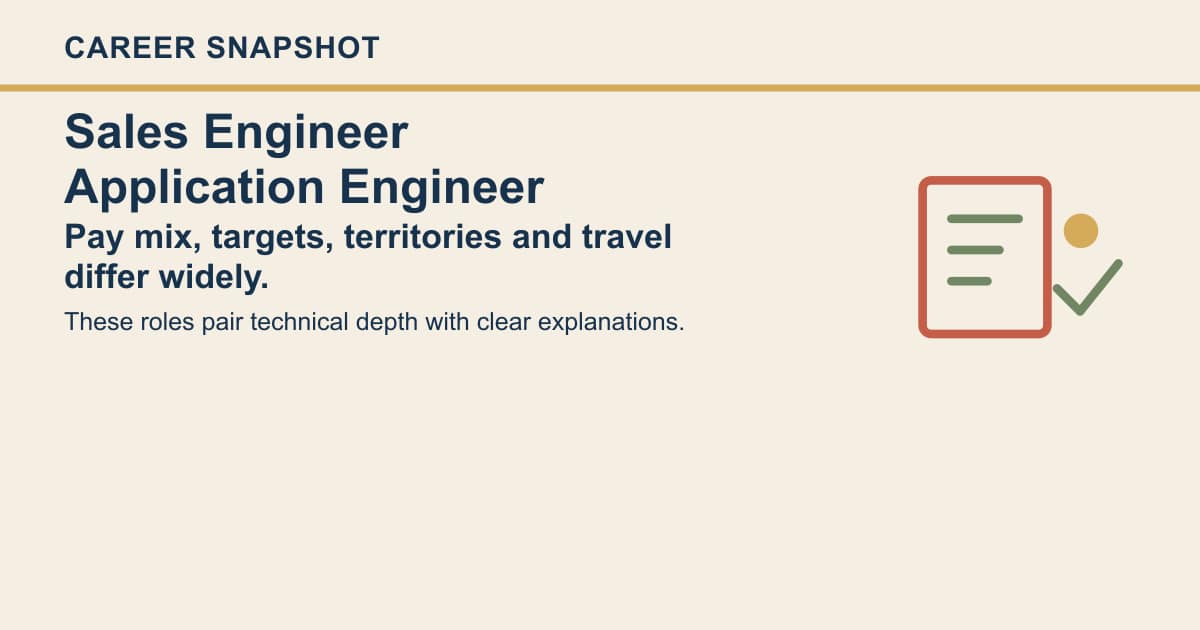 CAREER SNAPSHOT
Sales Engineer
Application Engineer
Pay mix, targets, territories and travel
differ widely.
These roles pair technical depth with clear explanations.